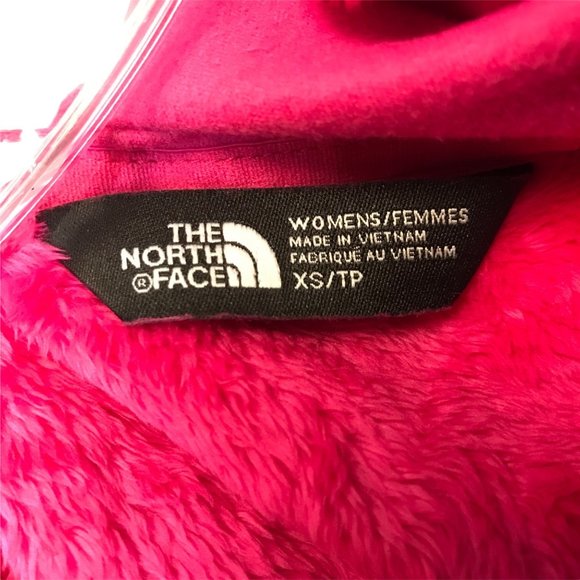 THE
NORTH
®FACE
WOMENS/FEMMES
MADE IN VIETNAM
FABRIQUÉ AU VIETNAM
XS/TP